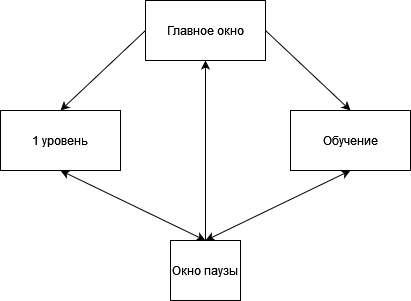 Главное окно
1 уровень
Обучение
Окно паузы